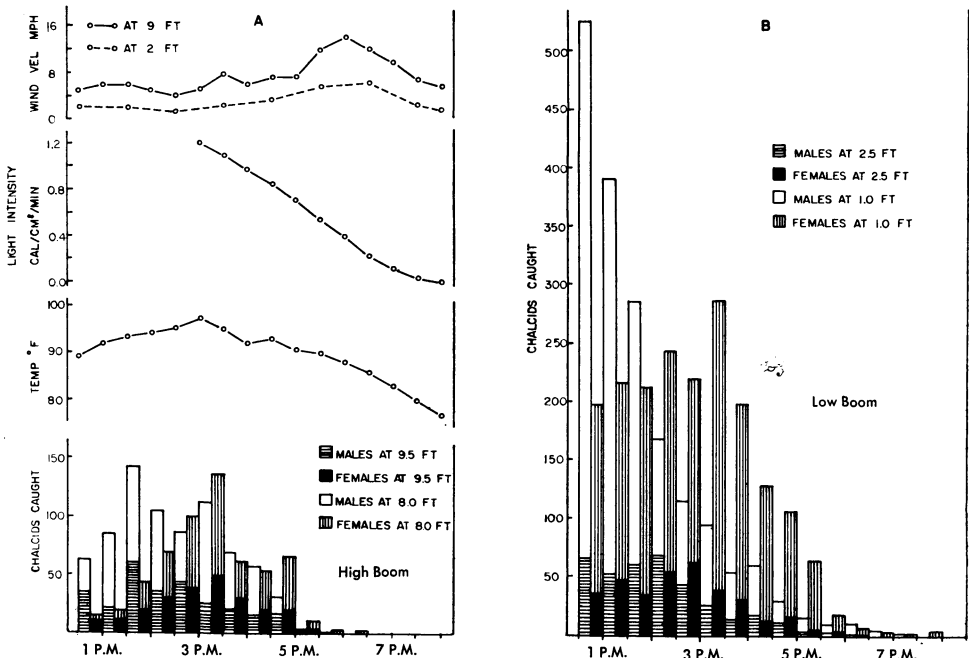 A
AT 9 FT
AT 2 FT
WIND VEL MPH
16
8
0
LIGHT INTENSITY
CAL/CM²/MIN
1.2
0.8
0.4
0.0
TEMP °F
100
90
80
CHALCIDS CAUGHT
150
100
50
MALES AT 9.5 FT
FEMALES AT 9.5 FT
MALES AT 8.0 FT
FEMALES AT 8.0 FT
High Boom
1 P.M. 3 P.M. 5 P.M. 7 P.M.
B
CHALCIDS CAUGHT
500
450
400
350
300
250
200
150
100
50
MALES AT 2.5 FT
FEMALES AT 2.5 FT
MALES AT 1.0 FT
FEMALES AT 1.0 FT
Low Boom
1 P.M. 3 P.M. 5 P.M. 7 P.M.